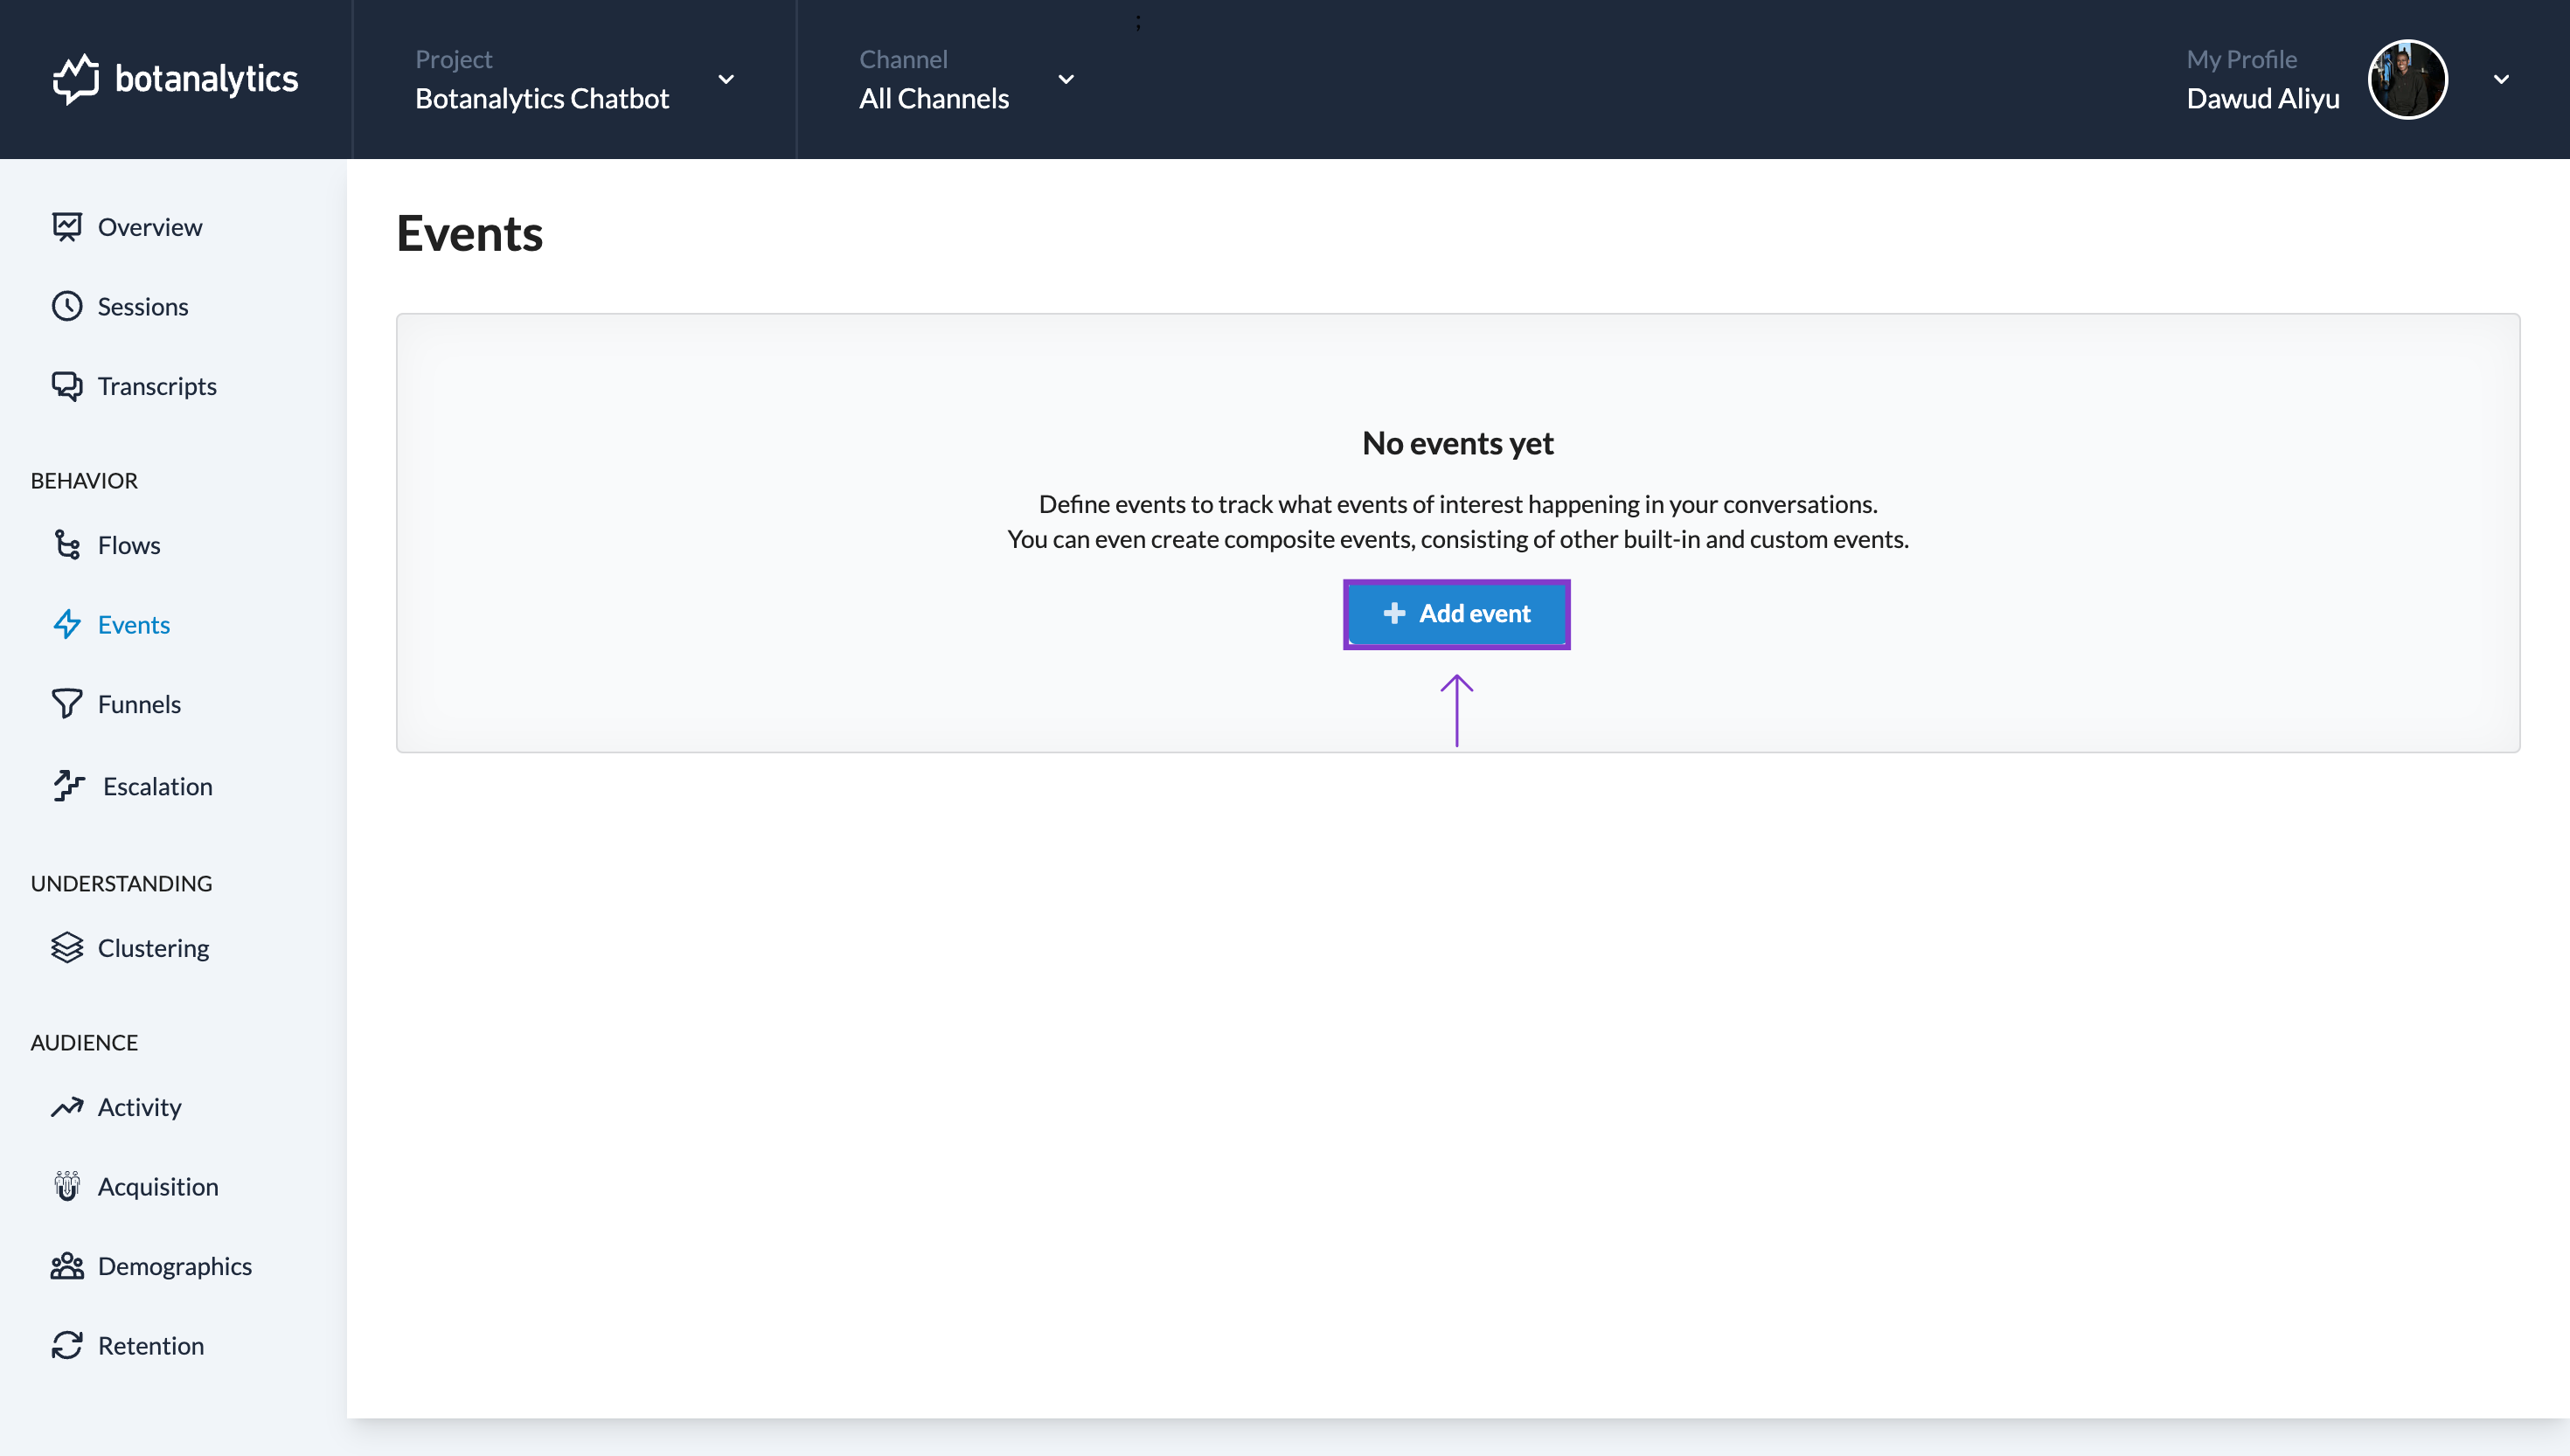 ;
botanalytics
Project
Botanalytics Chatbot
Channel
All Channels
My Profile
Dawud Aliyu
Overview
Sessions
Transcripts
BEHAVIOR
Flows
Events
Funnels
Escalation
UNDERSTANDING
Clustering
AUDIENCE
Activity
Acquisition
Demographics
Retention
Events
No events yet
Define events to track what events of interest happening in your conversations.
You can even create composite events, consisting of other built-in and custom events.
Add event